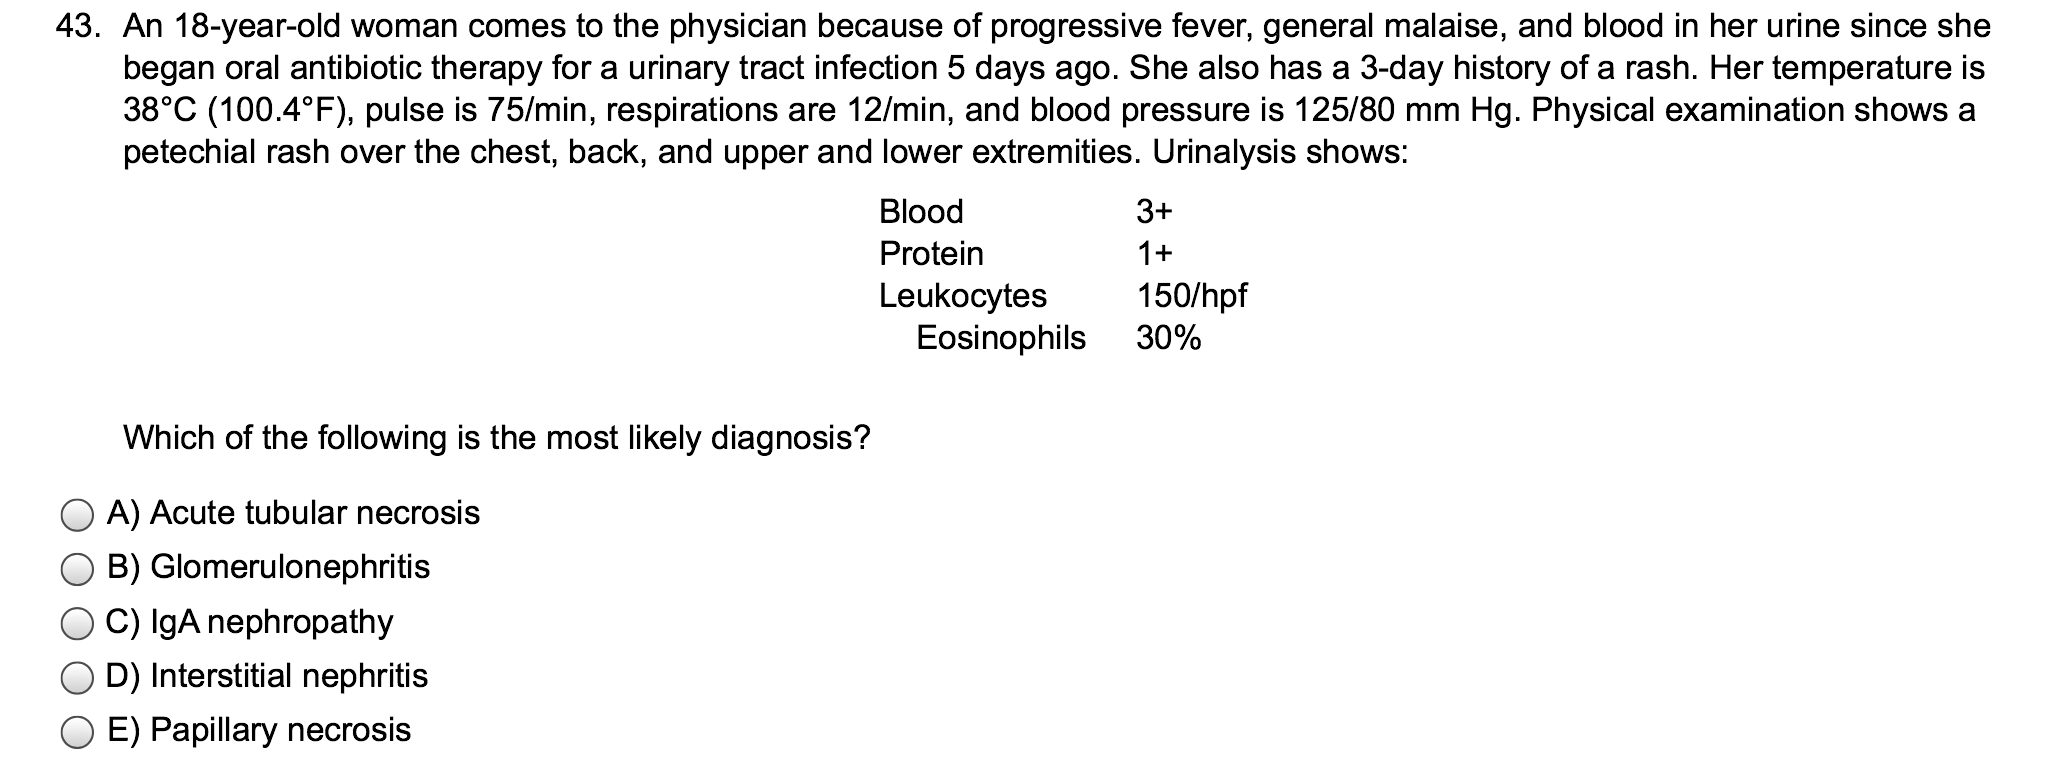 43. An 18-year-old woman comes to the physician because of progressive fever, general malaise, and blood in her urine since she
began oral antibiotic therapy for a urinary tract infection 5 days ago. She also has a 3-day history of a rash. Her temperature is
38°C (100.4°F), pulse is 75/min, respirations are 12/min, and blood pressure is 125/80 mm Hg. Physical examination shows a
petechial rash over the chest, back, and upper and lower extremities. Urinalysis shows:
Blood 3+
Protein 1+
Leukocytes 150/hpf
Eosinophils 30%
Which of the following is the most likely diagnosis?
A) Acute tubular necrosis
B) Glomerulonephritis
C) IgA nephropathy
D) Interstitial nephritis
E) Papillary necrosis